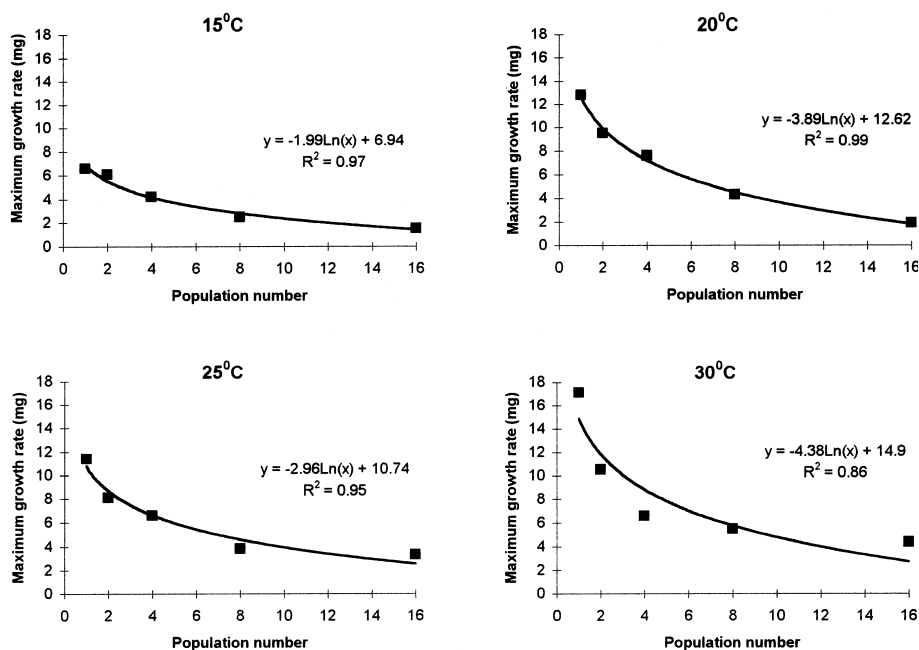 15⁰C
Maximum growth rate (mg)
18
16
14
12
10
8
6
4
2
0
y = -1.99Ln(x) + 6.94
R² = 0.97
0 2 4 6 8 10 12 14 16
Population number
20⁰C
Maximum growth rate (mg)
18
16
14
12
10
8
6
4
2
0
y = -3.89Ln(x) + 12.62
R² = 0.99
0 2 4 6 8 10 12 14 16
Population number
25⁰C
Maximum growth rate (mg)
18
16
14
12
10
8
6
4
2
0
y = -2.96Ln(x) + 10.74
R² = 0.95
0 2 4 6 8 10 12 14 16
Population number
30⁰C
Maximum growth rate (mg)
18
16
14
12
10
8
6
4
2
0
y = -4.38Ln(x) + 14.9
R² = 0.86
0 2 4 6 8 10 12 14 16
Population number